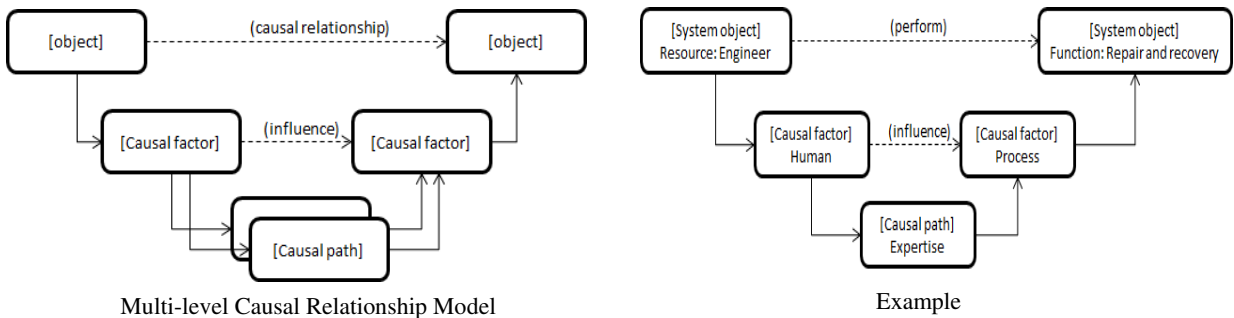 [object]
(causal relationship)
[object]
[Causal factor]
(influence)
[Causal factor]
[Causal path]
Multi-level Causal Relationship Model
[System object]
Resource: Engineer
(perform)
[System object]
Function: Repair and recovery
[Causal factor]
Human
(influence)
[Causal factor]
Process
[Causal path]
Expertise
Example